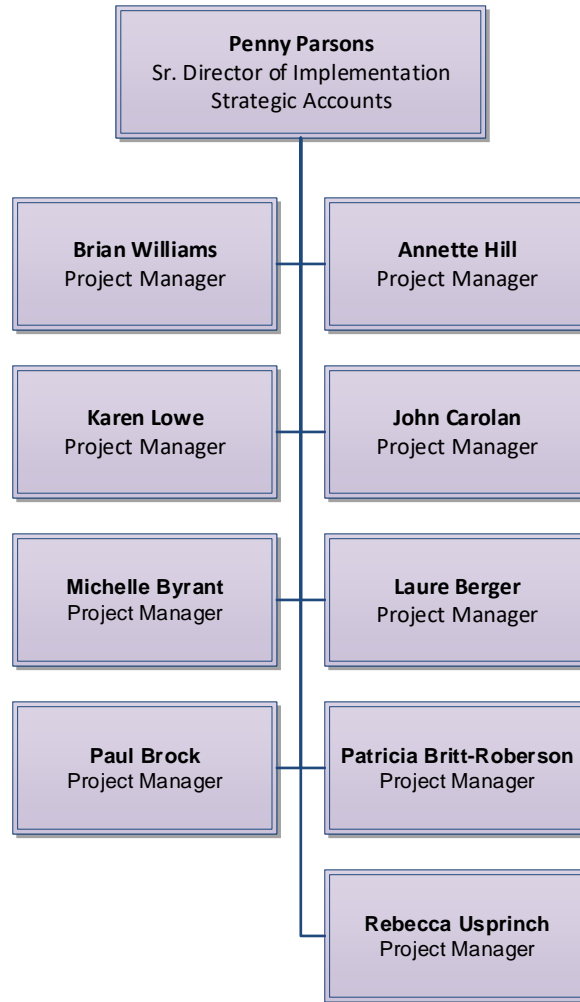 Penny Parsons
Sr. Director of Implementation
Strategic Accounts
Brian Williams
Project Manager
Annette Hill
Project Manager
Karen Lowe
Project Manager
John Carolan
Project Manager
Michelle Byrant
Project Manager
Laure Berger
Project Manager
Paul Brock
Project Manager
Patricia Britt-Roberson
Project Manager
Rebecca Usprinch
Project Manager